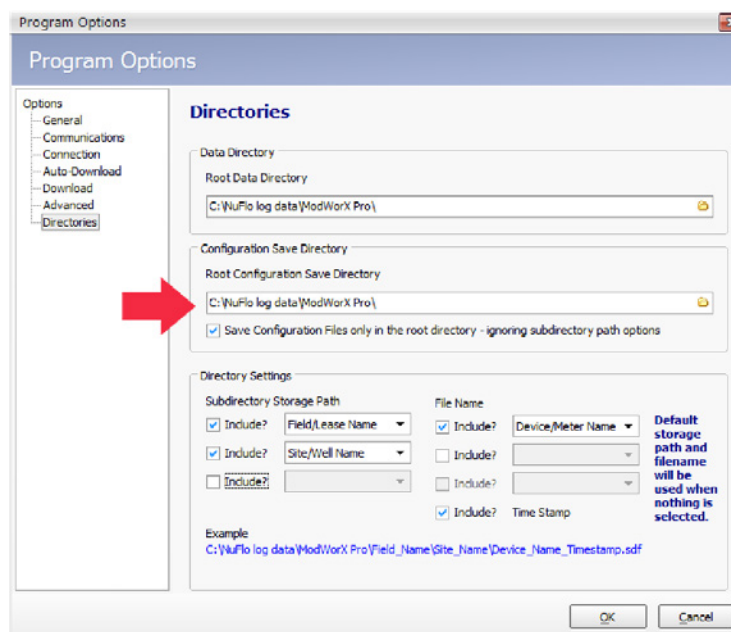 Program Options
Program Options
Options
General
Communications
Connection
Auto-Download
Download
Advanced
Directories
Directories
Data Directory
Root Data Directory
C:\NuFlo log data\ModWorX Pro\
Configuration Save Directory
Root Configuration Save Directory
C:\NuFlo log data\ModWorX Pro\
Save Configuration Files only in the root directory - ignoring subdirectory path options
Directory Settings
Subdirectory Storage Path
Include? Field/Lease Name
Include? Site/Well Name
Include?
File Name
Include? Device/Meter Name
Include?
Include?
Include? Time Stamp
Default
storage
path and
filename
will be
used when
nothing is
selected.
Example
C:\NuFlo log data\ModWorX Pro\Field_Name\Site_Name\Device_Name_Timestamp.sdf
OK Cancel